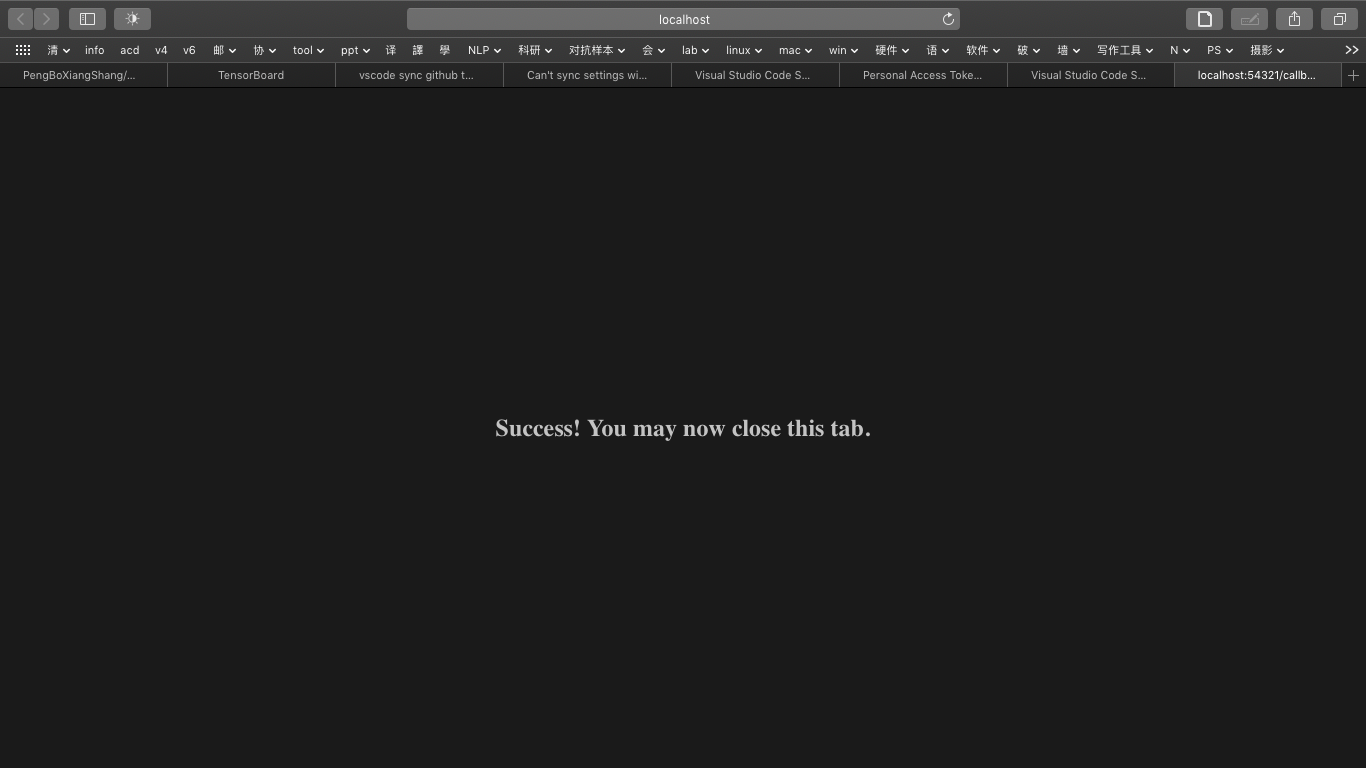 localhost
清 info acd v4 v6 邮 协 tool ppt 译 譯 學 NLP 科研 对抗样本 会 lab linux mac win 硬件 语 软件 破 墙 写作工具 N PS 摄影
PengBoXiangShang/... TensorBoard vscode sync github t... Can't sync settings wi... Visual Studio Code S... Personal Access Toke... Visual Studio Code S... localhost:54321/callb...
Success! You may now close this tab.